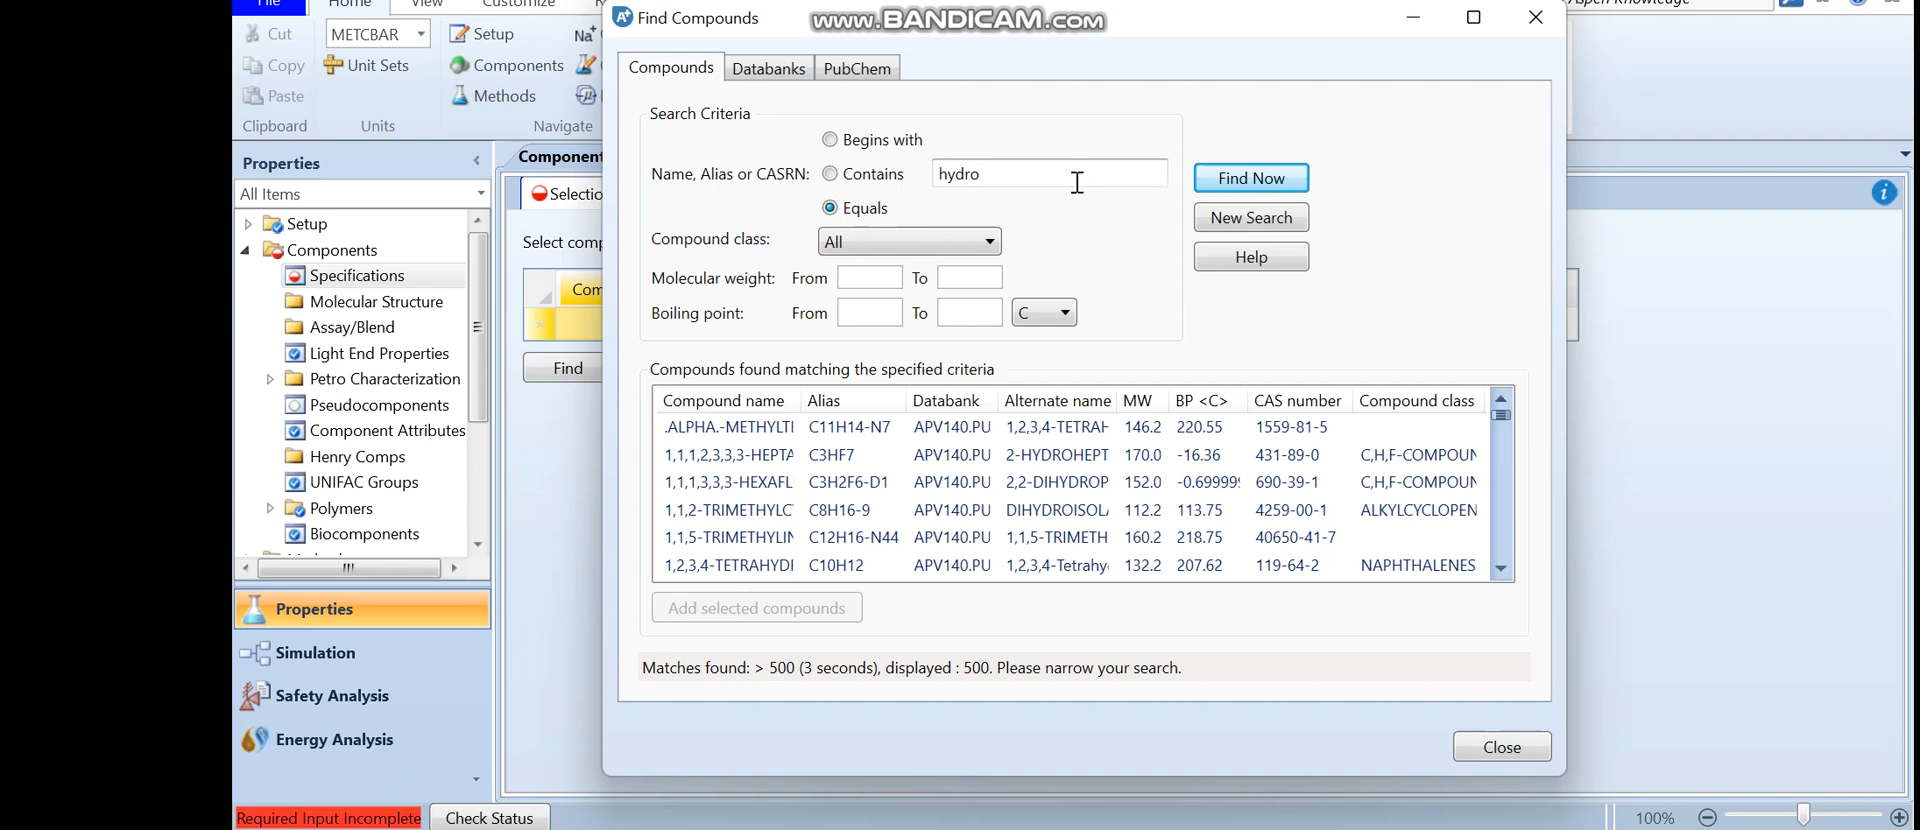 File Home View Customize
Aspen Knowledge
Cut METCBAR Setup Na+
Copy Unit Sets Components
Paste Methods
Clipboard Units Navigate
Properties
All Items
Setup
Components
Specifications
Molecular Structure
Assay/Blend
Light End Properties
Petro Characterization
Pseudocomponents
Component Attributes
Henry Comps
UNIFAC Groups
Polymers
Biocomponents
Properties
Simulation
Safety Analysis
Energy Analysis
Required Input Incomplete Check Status
Component
Selectio
Select comp
Com
Find
Find Compounds
www.BANDICAM.com
Compounds Databanks PubChem
Search Criteria
Begins with
Name, Alias or CASRN: Contains hydro
Equals
Compound class: All
Molecular weight: From To
Boiling point: From To C
Find Now
New Search
Help
Compounds found matching the specified criteria
Compound name Alias Databank Alternate name MW BP <C> CAS number Compound class
.ALPHA.-METHYLTI C11H14-N7 APV140.PU 1,2,3,4-TETRAH 146.2 220.55 1559-81-5
1,1,1,2,3,3,3-HEPTA C3HF7 APV140.PU 2-HYDROHEPT 170.0 -16.36 431-89-0 C,H,F-COMPOUN
1,1,1,3,3,3-HEXAFL C3H2F6-D1 APV140.PU 2,2-DIHYDROP 152.0 -0.69999 690-39-1 C,H,F-COMPOUN
1,1,2-TRIMETHYLC C8H16-9 APV140.PU DIHYDROISOL 112.2 113.75 4259-00-1 ALKYLCYCLOPEN
1,1,5-TRIMETHYLIN C12H16-N44 APV140.PU 1,1,5-TRIMETH 160.2 218.75 40650-41-7
1,2,3,4-TETRAHYDI C10H12 APV140.PU 1,2,3,4-Tetrahy 132.2 207.62 119-64-2 NAPHTHALENES
Add selected compounds
Matches found: > 500 (3 seconds), displayed : 500. Please narrow your search.
Close
100%